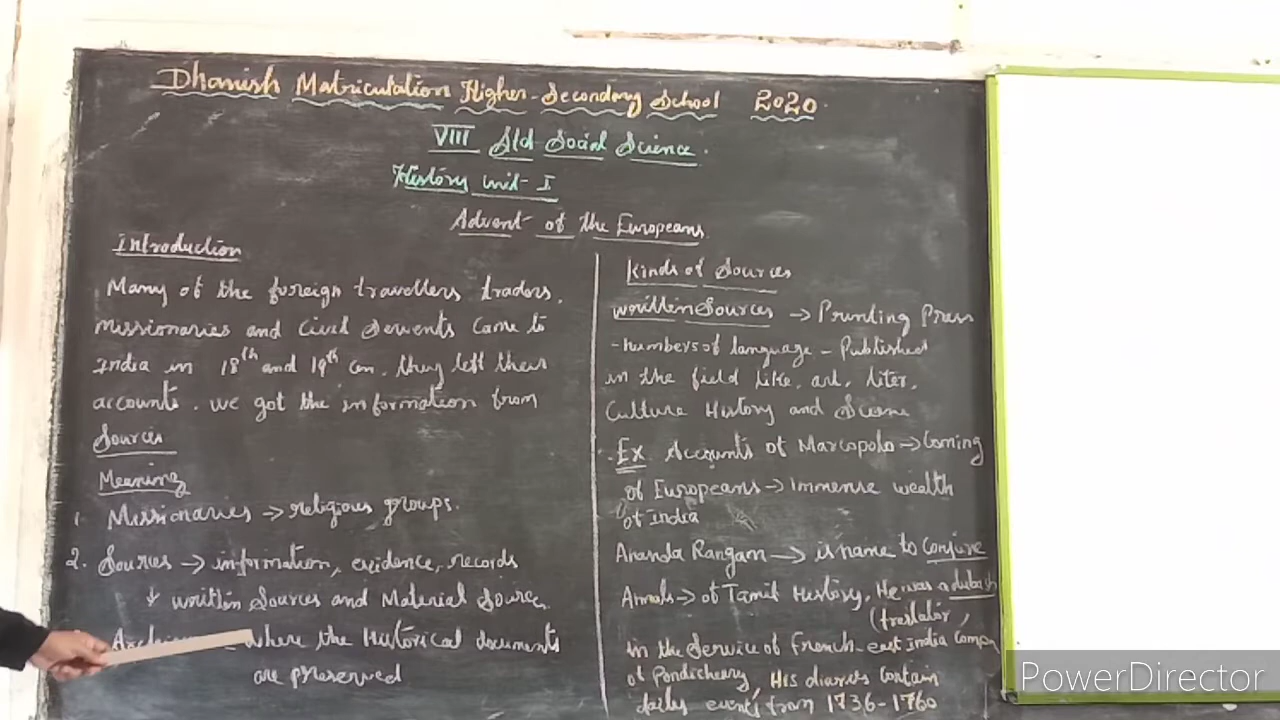 Dhanish Matriculation Higher-Secondary School 2020
VIII Std Social Science.
History unit-I
Advent of the Europeans
Introduction
Many of the foreign travellers traders,
missionaries and Civil Servents Came to
India in 18th and 19th Cen. they left their
accounts. we got the information from
Sources
Meaning
1. Missionaries → religious groups.
2. Sources → information, evidence, records
↓ written Sources and Material Sources
where the Historical documents
are preserved
Kinds of Sources
written Sources → Printing Press
- numbers of language - Published
in the field like, art, liter,
Culture History and
Ex. Accounts of Marcopolo → Coming
of Europeans → Immense wealth
of India
Ananda Rangam → is name to Conjure
Annals → of Tamil History. He was a dubash
in the Service of French-east India
of Pondicherry, His diaries Contain
daily events from 1736-1760
PowerDirector